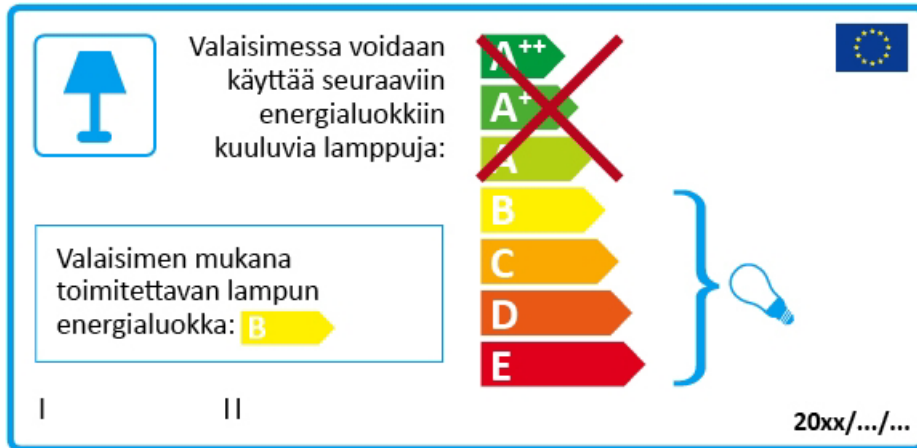 Valaisimessa voidaan
käyttää seuraaviin
energialuokkiin
kuuluvia lamppuja:
A++
A+
A
B
C
D
E
Valaisimen mukana
toimitettavan lampun
energialuokka: B
I II
20xx/.../...